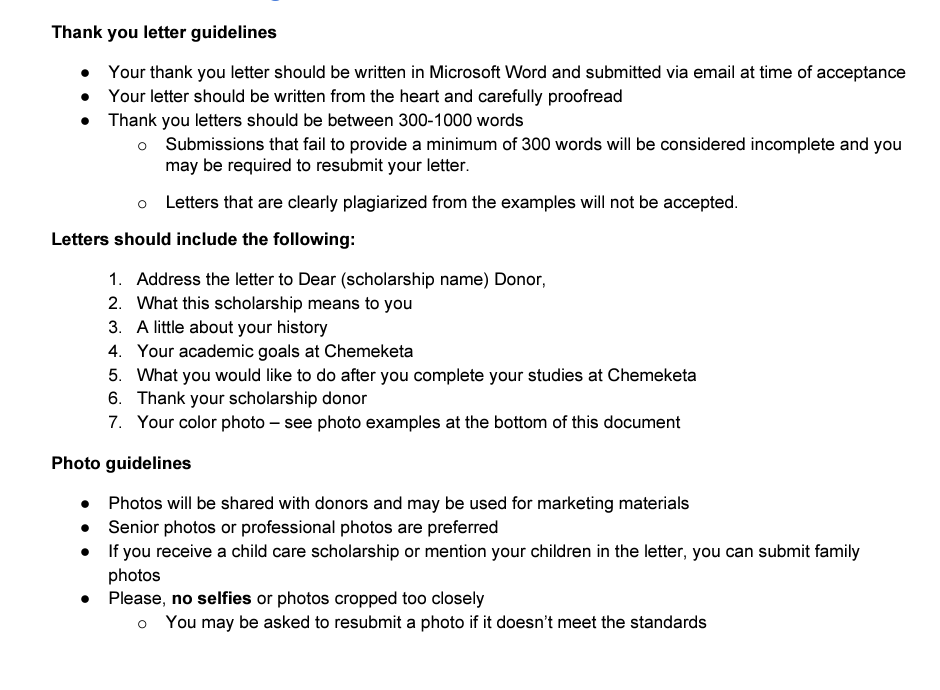 Thank you letter guidelines
● Your thank you letter should be written in Microsoft Word and submitted via email at time of acceptance
● Your letter should be written from the heart and carefully proofread
● Thank you letters should be between 300-1000 words
○ Submissions that fail to provide a minimum of 300 words will be considered incomplete and you
may be required to resubmit your letter.
○ Letters that are clearly plagiarized from the examples will not be accepted.
Letters should include the following:
1. Address the letter to Dear (scholarship name) Donor,
2. What this scholarship means to you
3. A little about your history
4. Your academic goals at Chemeketa
5. What you would like to do after you complete your studies at Chemeketa
6. Thank your scholarship donor
7. Your color photo – see photo examples at the bottom of this document
Photo guidelines
● Photos will be shared with donors and may be used for marketing materials
● Senior photos or professional photos are preferred
● If you receive a child care scholarship or mention your children in the letter, you can submit family
photos
● Please, no selfies or photos cropped too closely
○ You may be asked to resubmit a photo if it doesn’t meet the standards